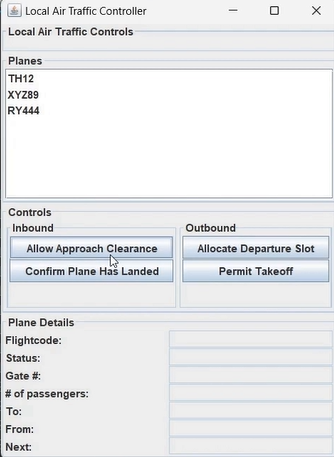 Local Air Traffic Controller
Local Air Traffic Controls
Planes
TH12
XYZ89
RY444
Controls
Inbound
Outbound
Allow Approach Clearance
Allocate Departure Slot
Confirm Plane Has Landed
Permit Takeoff
Plane Details
Flightcode:
Status:
Gate #:
# of passengers:
To:
From:
Next: